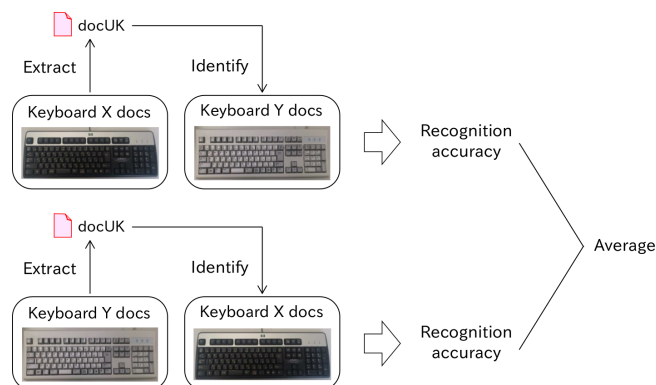 docUK
Extract
Identify
Keyboard X docs
Keyboard Y docs
Recognition
accuracy
Average
docUK
Extract
Identify
Keyboard Y docs
Keyboard X docs
Recognition
accuracy